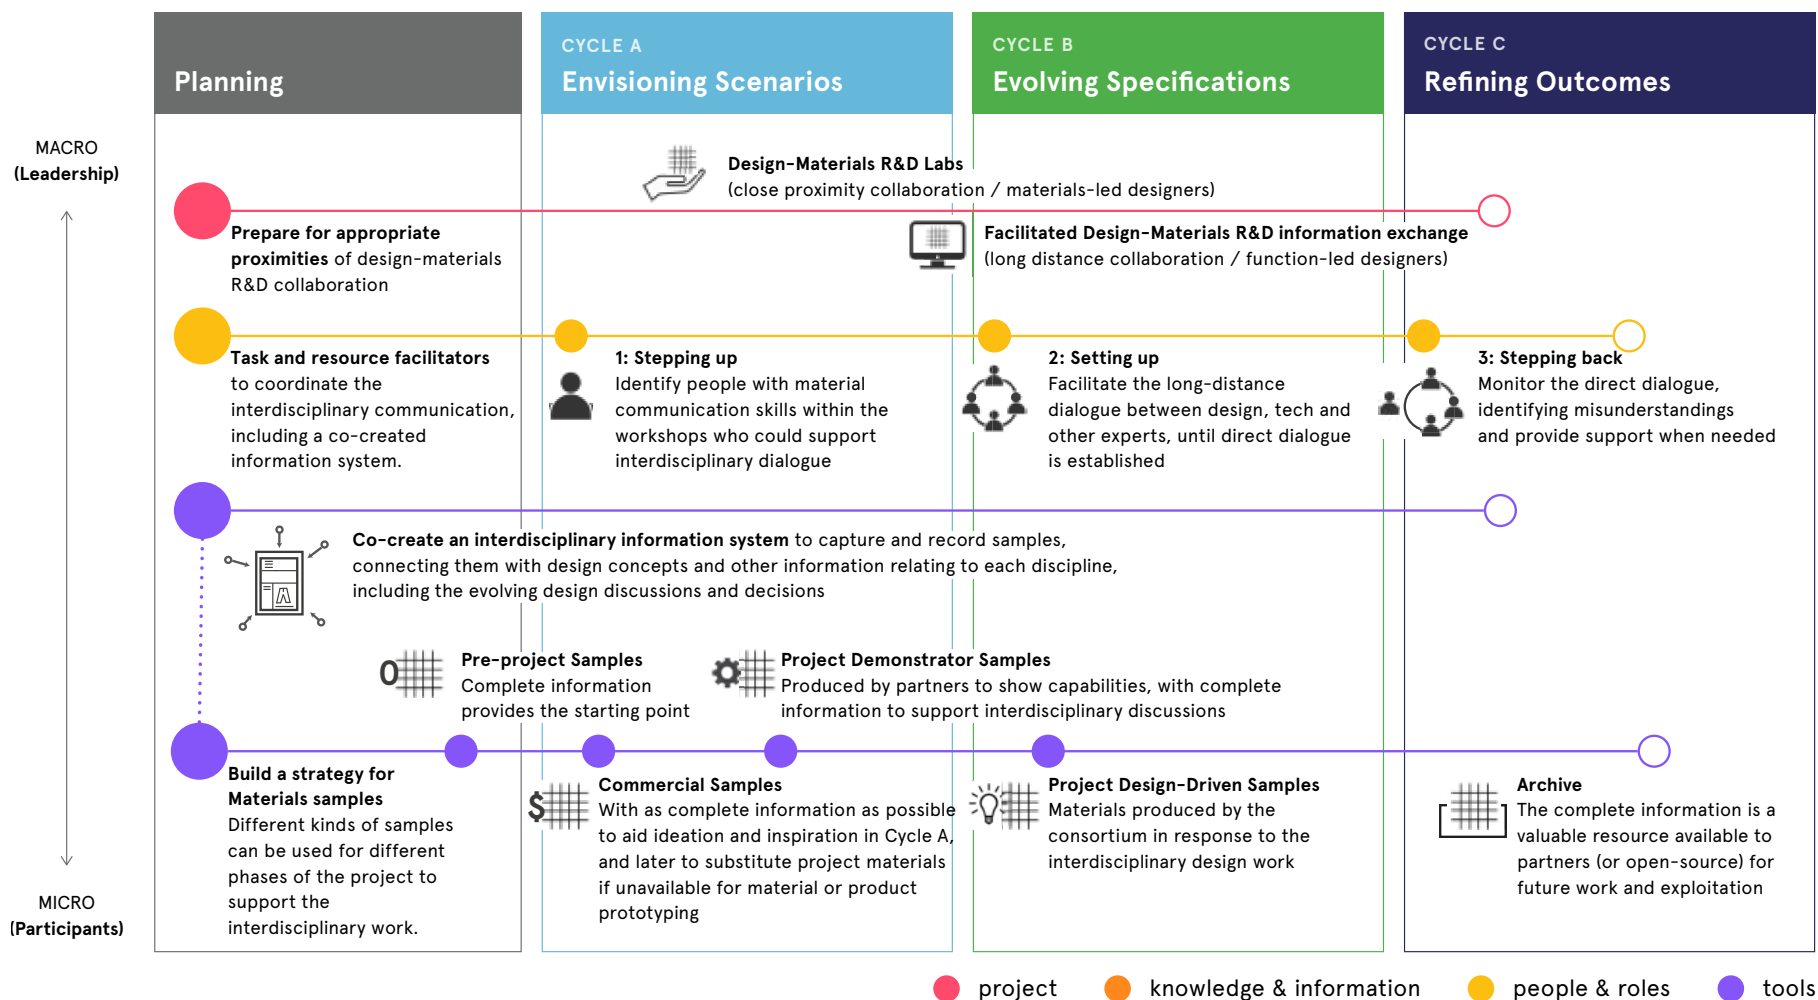 Planning
CYCLE A
Envisioning Scenarios
CYCLE B
Evolving Specifications
CYCLE C
Refining Outcomes
MACRO
(Leadership)
Design-Materials R&D Labs
(close proximity collaboration / materials-led designers)
Prepare for appropriate
proximities of design-materials
R&D collaboration
Facilitated Design-Materials R&D information exchange
(long distance collaboration / function-led designers)
Task and resource facilitators
to coordinate the
interdisciplinary communication,
including a co-created
information system.
1: Stepping up
Identify people with material
communication skills within the
workshops who could support
interdisciplinary dialogue
2: Setting up
Facilitate the long-distance
dialogue between design, tech and
other experts, until direct dialogue
is established
3: Stepping back
Monitor the direct dialogue,
identifying misunderstandings
and provide support when needed
Co-create an interdisciplinary information system to capture and record samples,
connecting them with design concepts and other information relating to each discipline,
including the evolving design discussions and decisions
0
Pre-project Samples
Complete information
provides the starting point
Project Demonstrator Samples
Produced by partners to show capabilities, with complete
information to support interdisciplinary discussions
Build a strategy for
Materials samples
Different kinds of samples
can be used for different
phases of the project to
support the
interdisciplinary work.
$
Commercial Samples
With as complete information as possible
to aid ideation and inspiration in Cycle A,
and later to substitute project materials
if unavailable for material or product
prototyping
Project Design-Driven Samples
Materials produced by the
consortium in response to the
interdisciplinary design work
Archive
The complete information is a
valuable resource available to
partners (or open-source) for
future work and exploitation
MICRO
(Participants)
project
knowledge & information
people & roles
tools